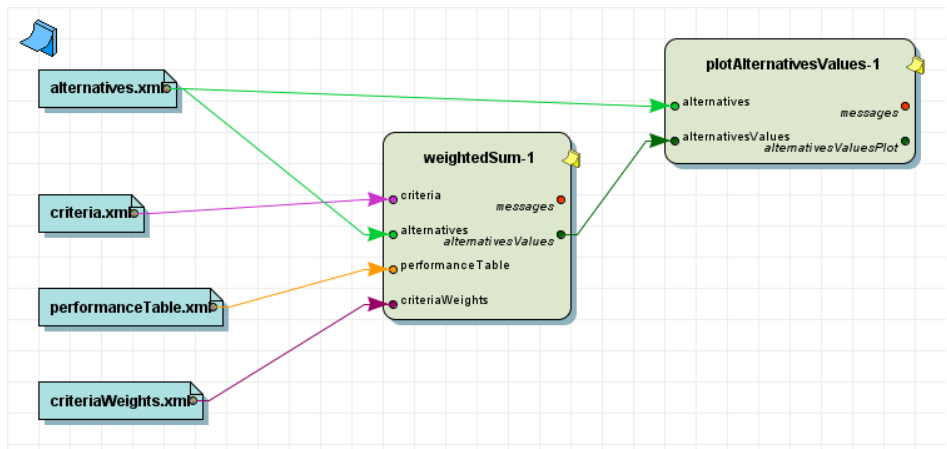 plotAlternativesValues-1
alternatives.xml
alternatives
messages
alternativesValues
alternativesValuesPlot
weightedSum-1
criteria.xml
criteria
messages
alternatives
alternativesValues
performanceTable
performanceTable.xml
criteriaWeights
criteriaWeights.xml